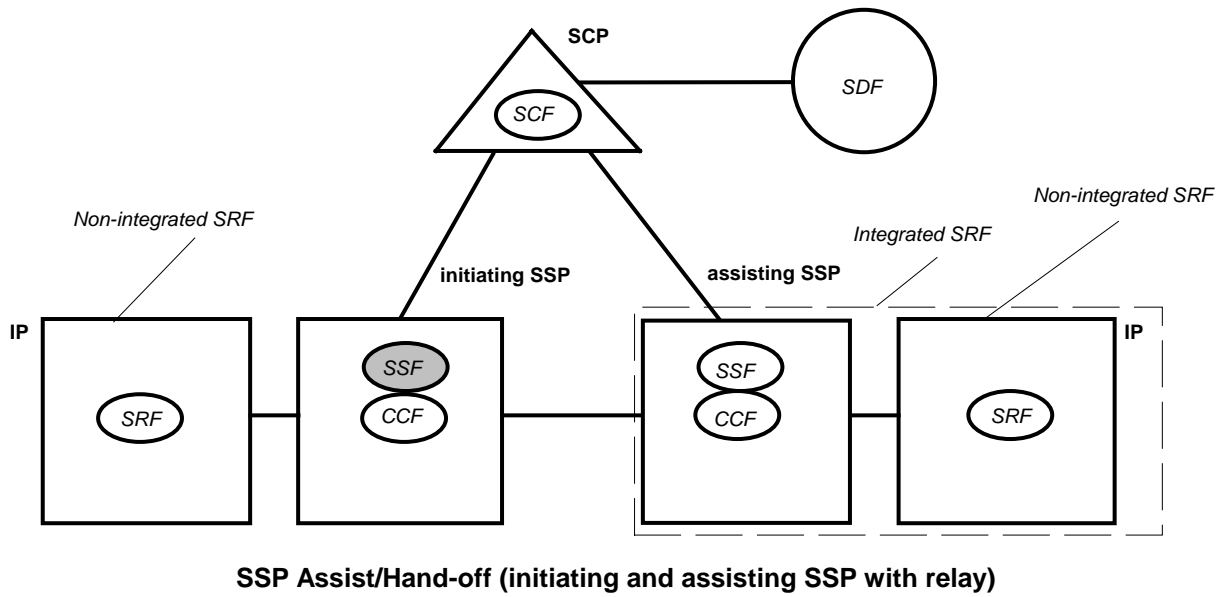 SCP
SDF
SCF
Non-integrated SRF
Non-integrated SRF
Integrated SRF
initiating SSP
assisting SSP
IP
IP
SSF
SSF
SRF
CCF
CCF
SRF
SSP Assist/Hand-off (initiating and assisting SSP with relay)